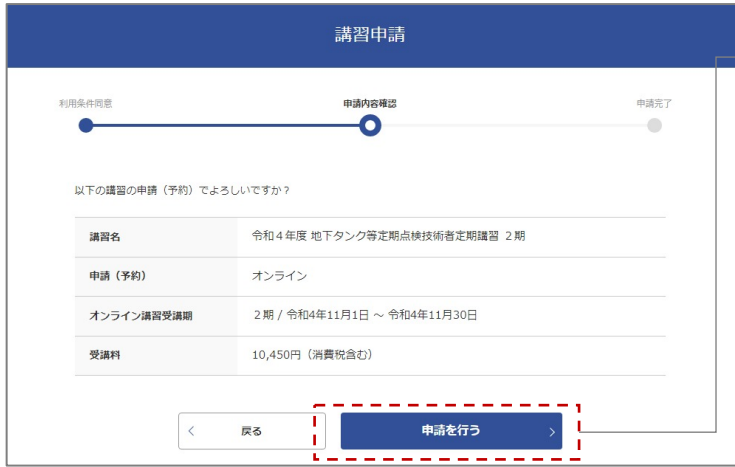 講習申請
利用条件同意 申請内容確認 申請完了
以下の講習の申請（予約）でよろしいですか？
講習名 令和４年度 地下タンク等定期点検技術者定期講習 ２期
申請（予約） オンライン
オンライン講習受講期 ２期 / 令和4年11月1日 ～ 令和4年11月30日
受講料 10,450円（消費税含む）
戻る 申請を行う